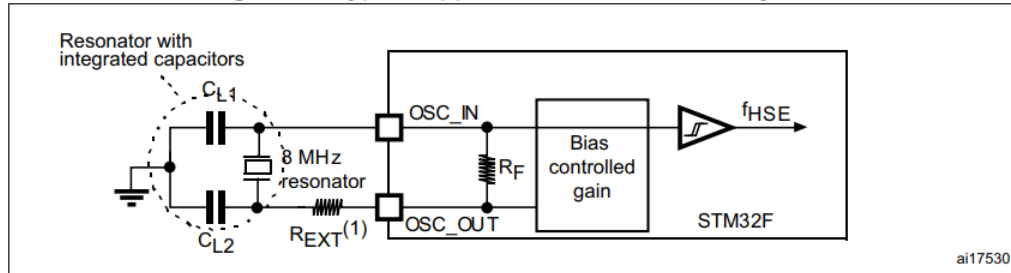 Resonator with
integrated capacitors
CL1
OSC_IN
fHSE
8 MHz
resonator
RF
Bias
controlled
gain
REXT(1)
OSC_OUT
STM32F
CL2
ai17530